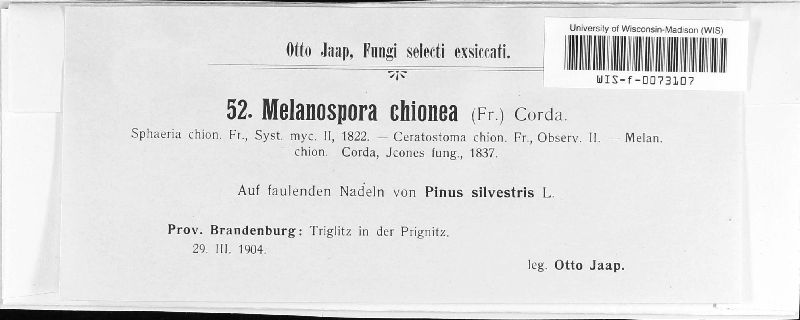 University of Wisconsin-Madison (WIS)
WIS-f-0073107
Otto Jaap, Fungi selecti exsiccati.
52. Melanospora chionea (Fr.) Corda.
Sphaeria chion. Fr., Syst. myc. II, 1822. — Ceratostoma chion. Fr., Observ. II. — Melan.
chion. Corda, Jcones fung., 1837.
Auf faulenden Nadeln von Pinus silvestris L.
Prov. Brandenburg: Triglitz in der Prignitz.
29. III. 1904.
leg. Otto Jaap.